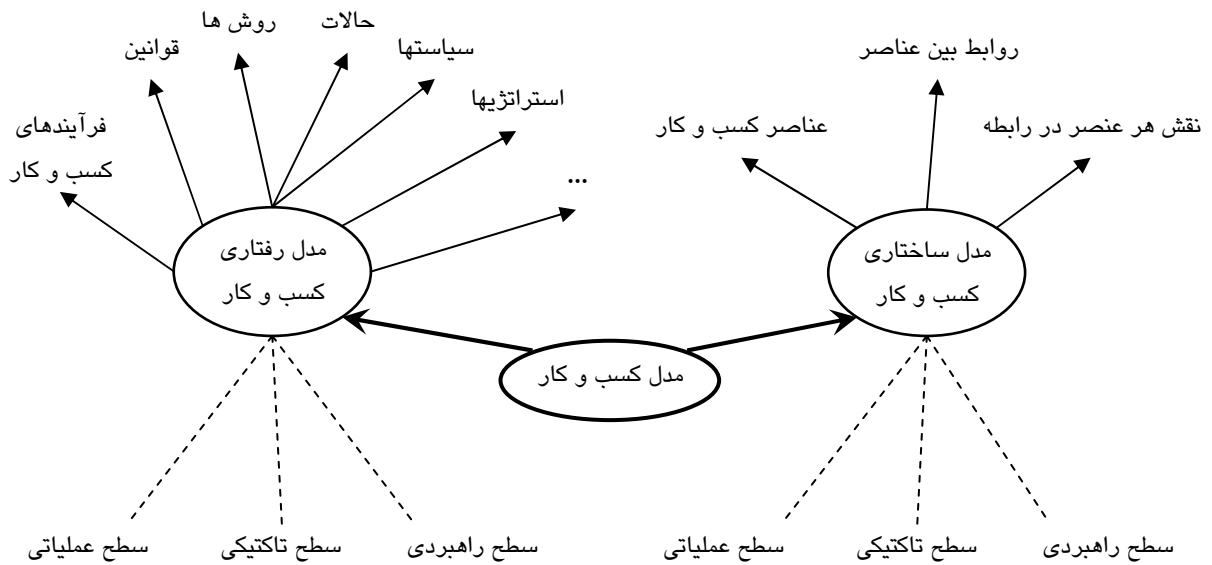 حالات
روش ها
قوانین
سیاستها
استراتژیها
...
فرآیندهای
کسب و کار
مدل رفتاری
کسب و کار
روابط بین عناصر
عناصر کسب و کار
نقش هر عنصر در رابطه
مدل ساختاری
کسب و کار
مدل کسب و کار
سطح راهبردی
سطح تاکتیکی
سطح عملیاتی
سطح راهبردی
سطح تاکتیکی
سطح عملیاتی